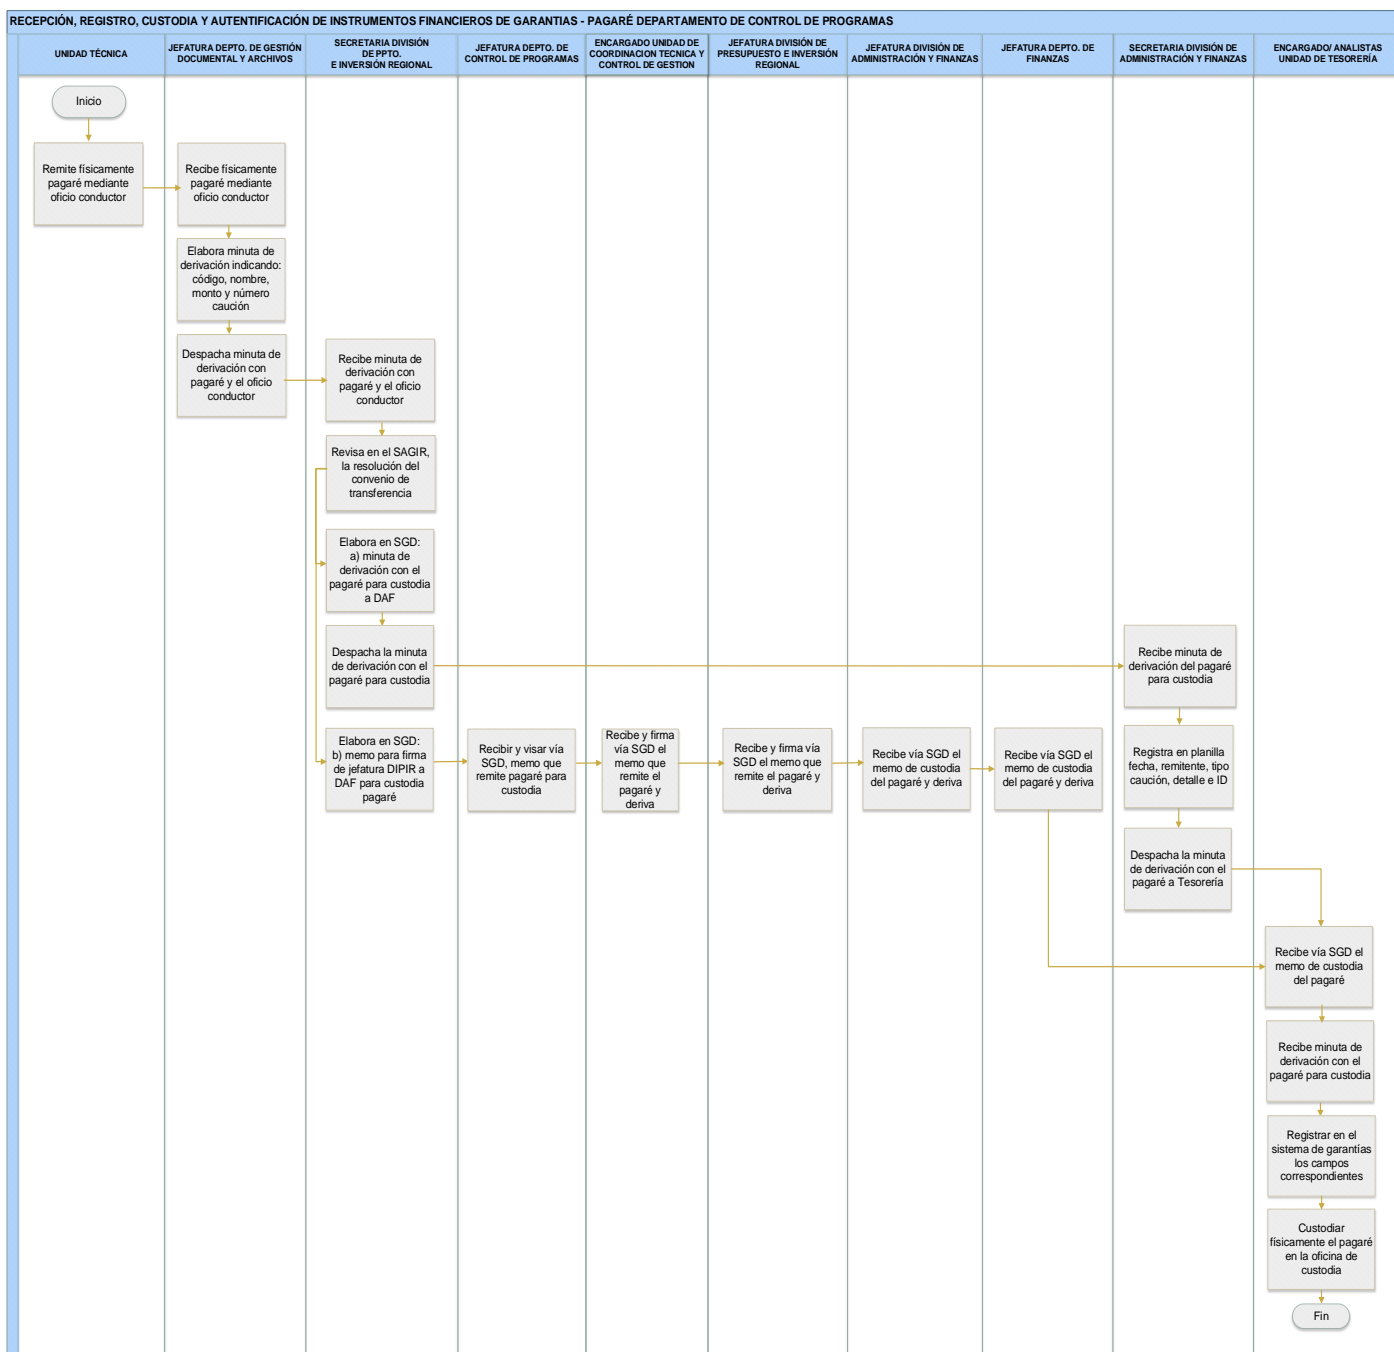 RECEPCIÓN, REGISTRO, CUSTODIA Y AUTENTIFICACIÓN DE INSTRUMENTOS FINANCIEROS DE GARANTIAS - PAGARÉ DEPARTAMENTO DE CONTROL DE PROGRAMAS
UNIDAD TÉCNICA
JEFATURA DEPTO. DE GESTIÓN
DOCUMENTAL Y ARCHIVOS
SECRETARIA DIVISIÓN
DE PPTO.
E INVERSIÓN REGIONAL
JEFATURA DEPTO. DE
CONTROL DE PROGRAMAS
ENCARGADO UNIDAD DE
COORDINACION TECNICA Y
CONTROL DE GESTION
JEFATURA DIVISIÓN DE
PRESUPUESTO E INVERSIÓN
REGIONAL
JEFATURA DIVISIÓN DE
ADMINISTRACIÓN Y FINANZAS
JEFATURA DEPTO. DE
FINANZAS
SECRETARIA DIVISIÓN DE
ADMINISTRACIÓN Y FINANZAS
ENCARGADO/ ANALISTAS
UNIDAD DE TESORERÍA
Inicio
Remite físicamente
pagaré mediante
oficio conductor
Recibe físicamente
pagaré mediante
oficio conductor
Elabora minuta de
derivación indicando:
código, nombre,
monto y número
caución
Despacha minuta de
derivación con
pagaré y el oficio
conductor
Recibe minuta de
derivación con
pagaré y el oficio
conductor
Revisa en el SAGIR,
la resolución del
convenio de
transferencia
Elabora en SGD:
a) minuta de
derivación con el
pagaré para custodia
a DAF
Despacha la minuta
de derivación con el
pagaré para custodia
Recibe minuta de
derivación del pagaré
para custodia
Elabora en SGD:
b) memo para firma
de jefatura DIPIR a
DAF para custodia
pagaré
Recibir y visar vía
SGD, memo que
remite pagaré para
custodia
Recibe y firma
vía SGD el
memo que
remite el
pagaré y
deriva
Recibe y firma vía
SGD el memo que
remite el pagaré y
deriva
Recibe vía SGD el
memo de custodia
del pagaré y deriva
Recibe vía SGD el
memo de custodia
del pagaré y deriva
Registra en planilla
fecha, remitente, tipo
caución, detalle e ID
Despacha la minuta
de derivación con el
pagaré a Tesorería
Recibe vía SGD el
memo de custodia
del pagaré
Recibe minuta de
derivación con el
pagaré para custodia
Registrar en el
sistema de garantías
los campos
correspondientes
Custodiar
físicamente el pagaré
en la oficina de
custodia
Fin